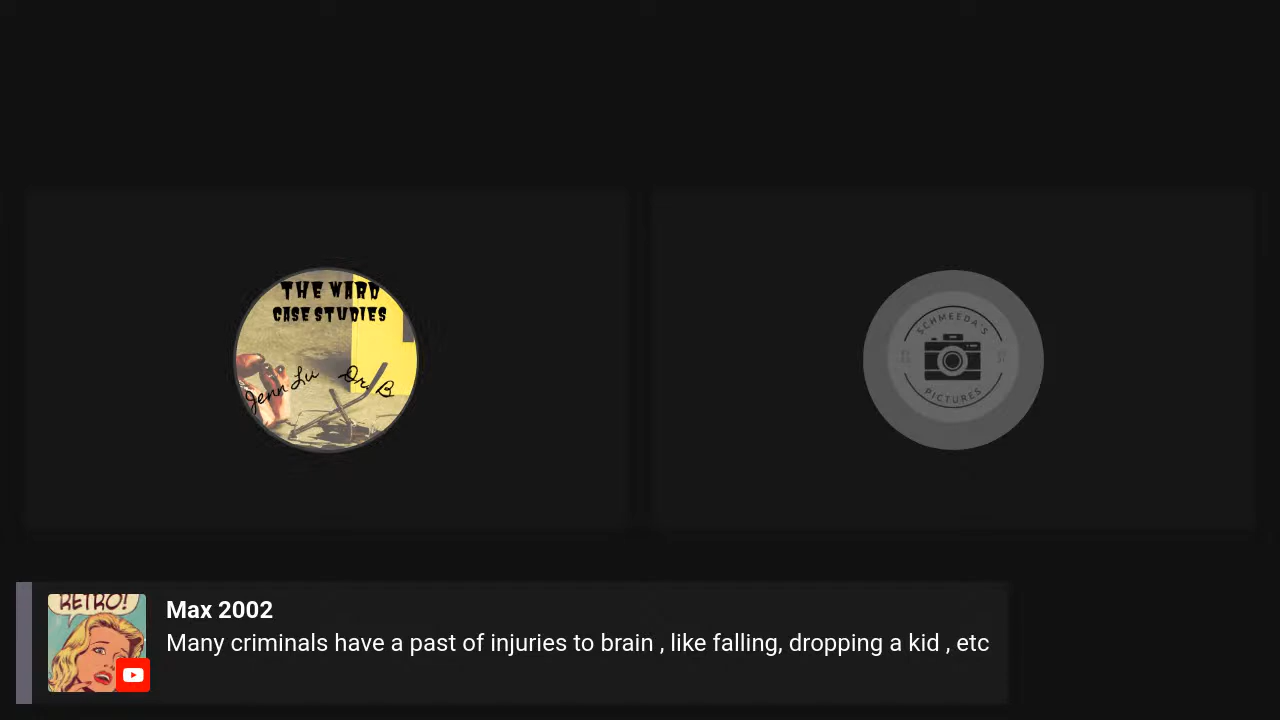 THE WARD
CASE STUDIES
Jenn Lu Dr B
SCHMEEDA'S
PICTURES
RETRO!
Max 2002
Many criminals have a past of injuries to brain , like falling, dropping a kid , etc